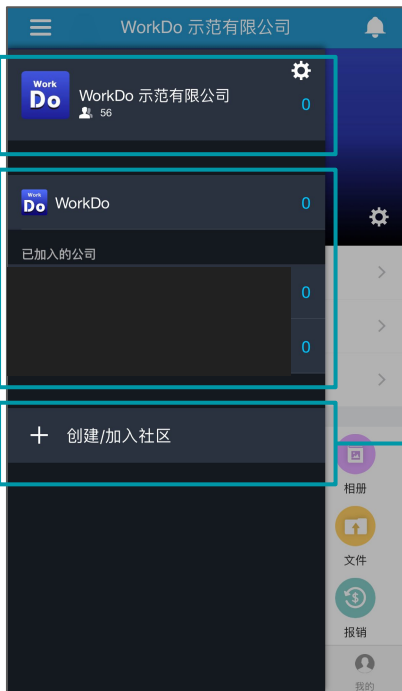 WorkDo 示范有限公司
Work
Do
WorkDo 示范有限公司
56
0
Work
Do
WorkDo
0
已加入的公司
0
0
创建/加入社区
相册
文件
报销
我的